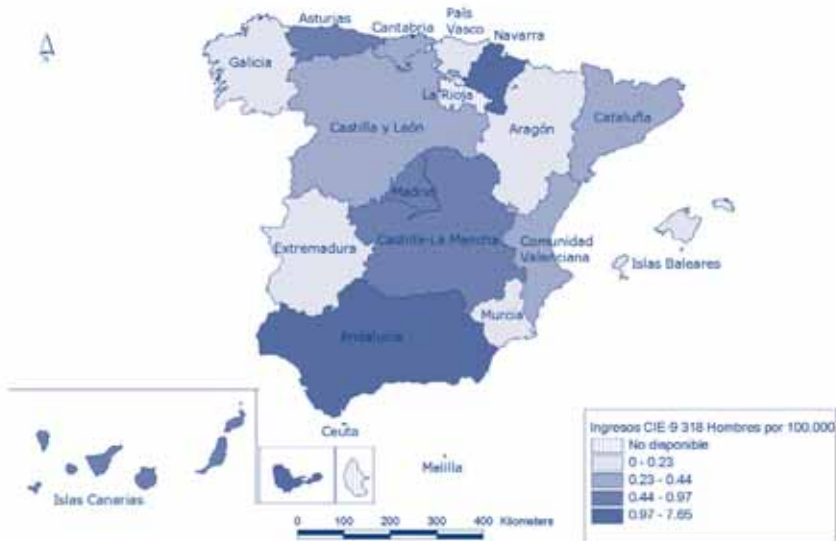 Asturias
Cantabria
País
Vasco
Navarra
Galicia
La Rioja
Castilla y León
Aragón
Cataluña
Madrid
Extremadura
Castilla-La Mancha
Comunidad
Valenciana
Islas Baleares
Murcia
Andalucía
Ceuta
Melilla
Islas Canarias
Ingresos CIE-9 318 Hombres por 100.000
No disponible
0 - 0.23
0.23 - 0.44
0.44 - 0.97
0.97 - 7.65
0 100 200 300 400 Kilometers